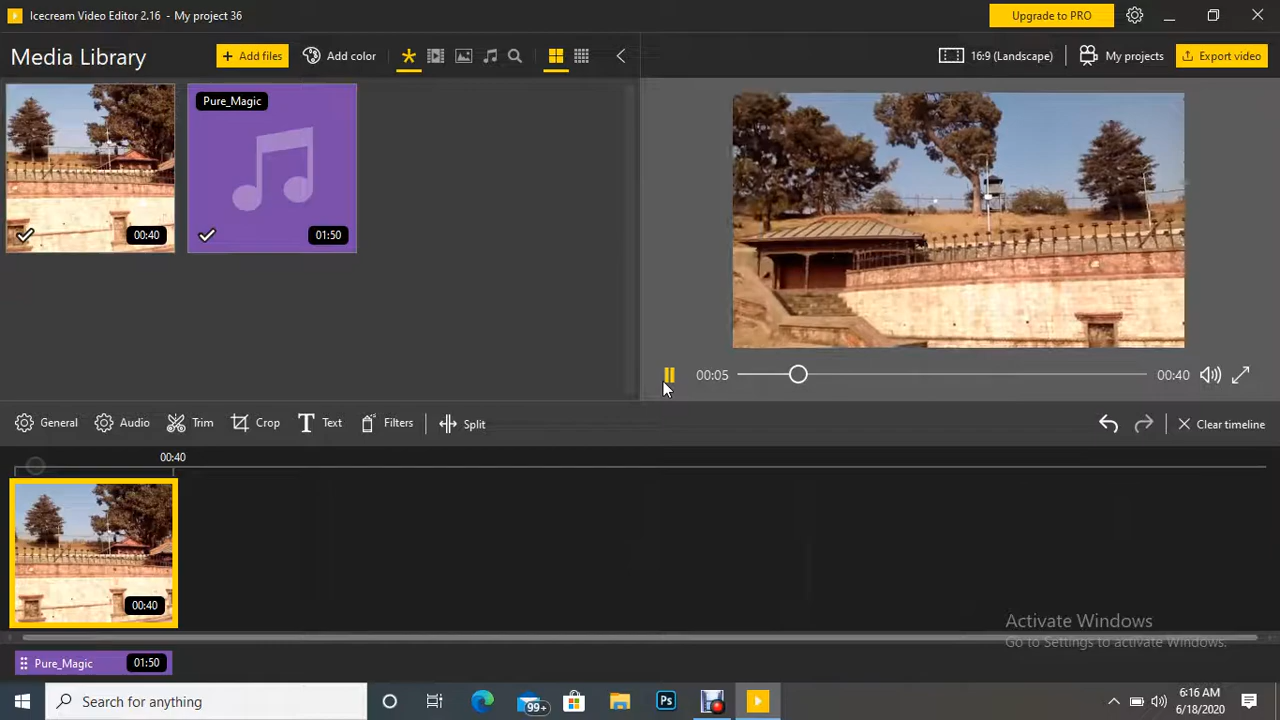 Icecream Video Editor 2.16 - My project 36
Upgrade to PRO
Media Library
Add files
Add color
16:9 (Landscape)
My projects
Export video
Pure_Magic
00:40
01:50
00:05
00:40
General
Audio
Trim
Crop
Text
Filters
Split
Clear timeline
00:40
00:40
Activate Windows
Go to Settings to activate Windows.
Pure_Magic
01:50
Search for anything
99+
Ps
6:16 AM
6/18/2020